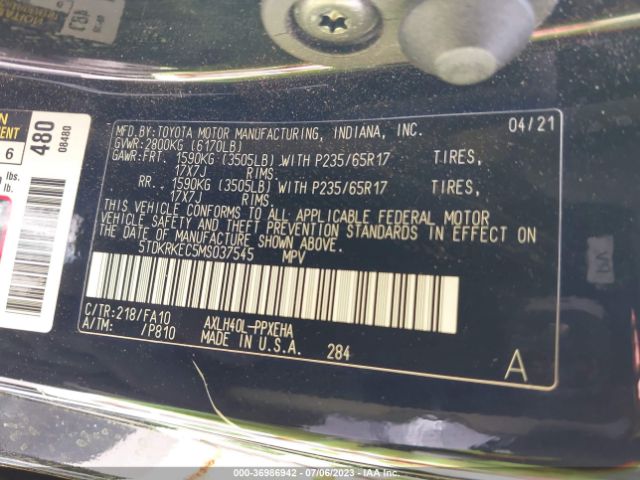 MFD.BY:TOYOTA MOTOR MANUFACTURING, INDIANA, INC. 04/21
GVWR:2800KG (6170LB)
GAWR:FRT. 1590KG (3505LB) WITH P235/65R17 TIRES,
17X7J RIMS.
RR. 1590KG (3505LB) WITH P235/65R17 TIRES,
17X7J RIMS.
THIS VEHICLE CONFORMS TO ALL APPLICABLE FEDERAL MOTOR
VEHICLE SAFETY AND THEFT PREVENTION STANDARDS IN EFFECT ON
THE DATE OF MANUFACTURE SHOWN ABOVE.
5TDKRKEC5MS037545 MPV
C/TR:218/FA10 AXLH40L-PPXEHA
A/TM: /P810 MADE IN U.S.A. 284
A
480
08480
6
lbs.
lb.
000-36986942 - 07/06/2023 - IAA Inc.